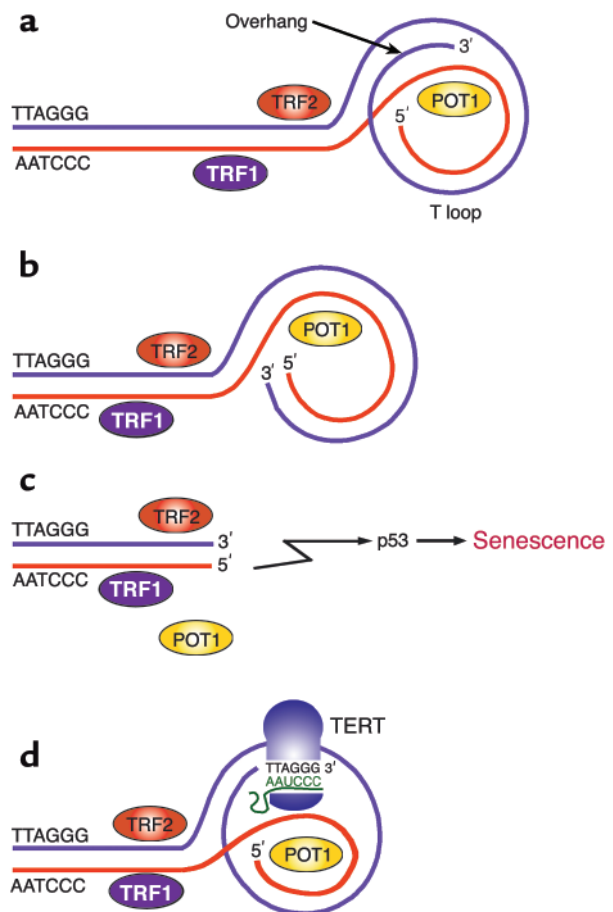 a
Overhang
3′
TRF2
POT1
TTAGGG
5′
AATCCC
TRF1
T loop
b
POT1
TRF2
TTAGGG
3′ 5′
AATCCC
TRF1
c
TRF2
TTAGGG
3′
p53
Senescence
5′
AATCCC
TRF1
POT1
d
TERT
TTAGGG 3′
AAUCCC
TRF2
TTAGGG
5′
POT1
AATCCC
TRF1